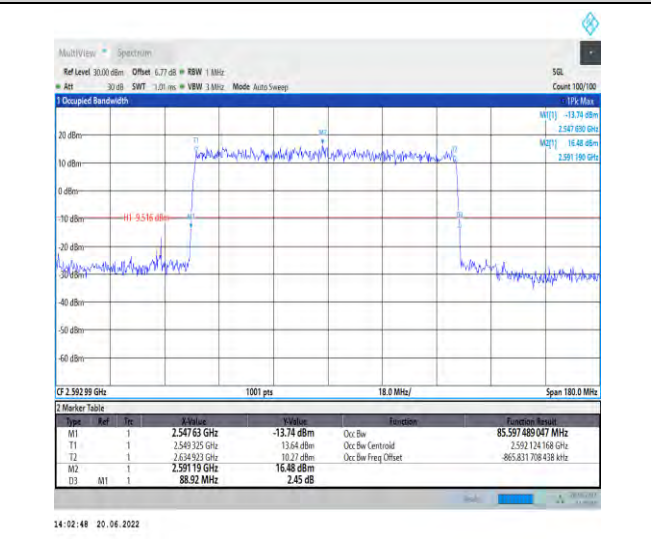 MultiView Spectrum
Ref Level 30.00 dBm Offset 6.77 dB RBW 1 MHz SGL
Att 30 dB SWT 1.01 ms VBW 3 MHz Mode Auto Sweep Count 100/100
1 Occupied Bandwidth 1Pk Max
M1[1] -13.74 dBm
2.547 630 GHz
M2[1] 16.48 dBm
2.591 190 GHz
20 dBm
T1
M2
10 dBm
0 dBm
-10 dBm H1 -9.516 dBm M1
-20 dBm
-30 dBm
-40 dBm
-50 dBm
-60 dBm
CF 2.592 99 GHz 1001 pts 18.0 MHz/ Span 180.0 MHz
2 Marker Table
Type Ref Trc X-Value Y-Value Function Function Result
M1 1 2.547 63 GHz -13.74 dBm Occ Bw 85.597 489 047 MHz
T1 1 2.549 325 GHz 13.64 dBm Occ Bw Centroid 2.592 124 168 GHz
T2 1 2.634 923 GHz 10.27 dBm Occ Bw Freq Offset -865.831 708 438 kHz
M2 1 2.591 19 GHz 16.48 dBm
D3 M1 1 88.92 MHz 2.45 dB
14:02:48 20.06.2022